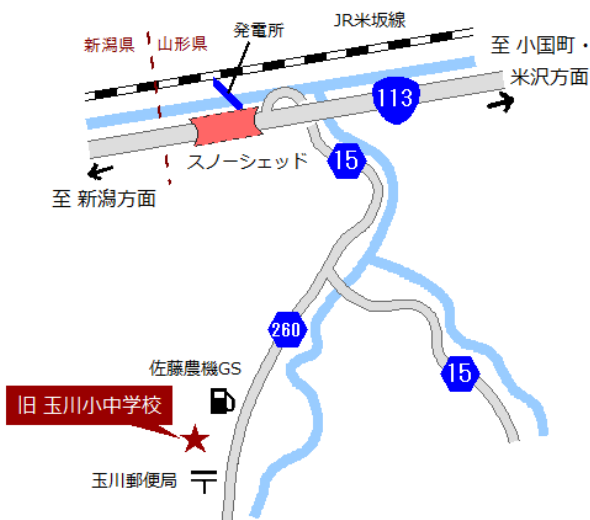 JR米坂線
発電所
新潟県
山形県
至 小国町・
米沢方面
113
スノーシェッド
15
至 新潟方面
260
佐藤農機GS
15
旧 玉川小中学校
玉川郵便局